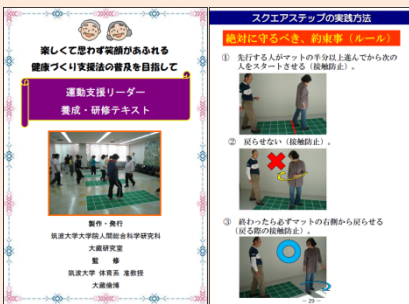 楽しくて思わず笑顔があふれる
健康づくり支援法の普及を目指して
運動支援リーダー
養成・研修テキスト
製作・発行
筑波大学大学院人間総合科学研究科
大藏研究室
監 修
筑波大学 体育系 准教授
大藏倫博
スクエアステップの実践方法
絶対に守るべき、約束事（ルール）
① 先行する人がマットの半分以上進んでから次の
人をスタートさせる（接触防止）。
② 戻らせない（接触防止）。
③ 終わったら必ずマットの右側から戻らせる
（戻る際の接触防止）。
- 29 -